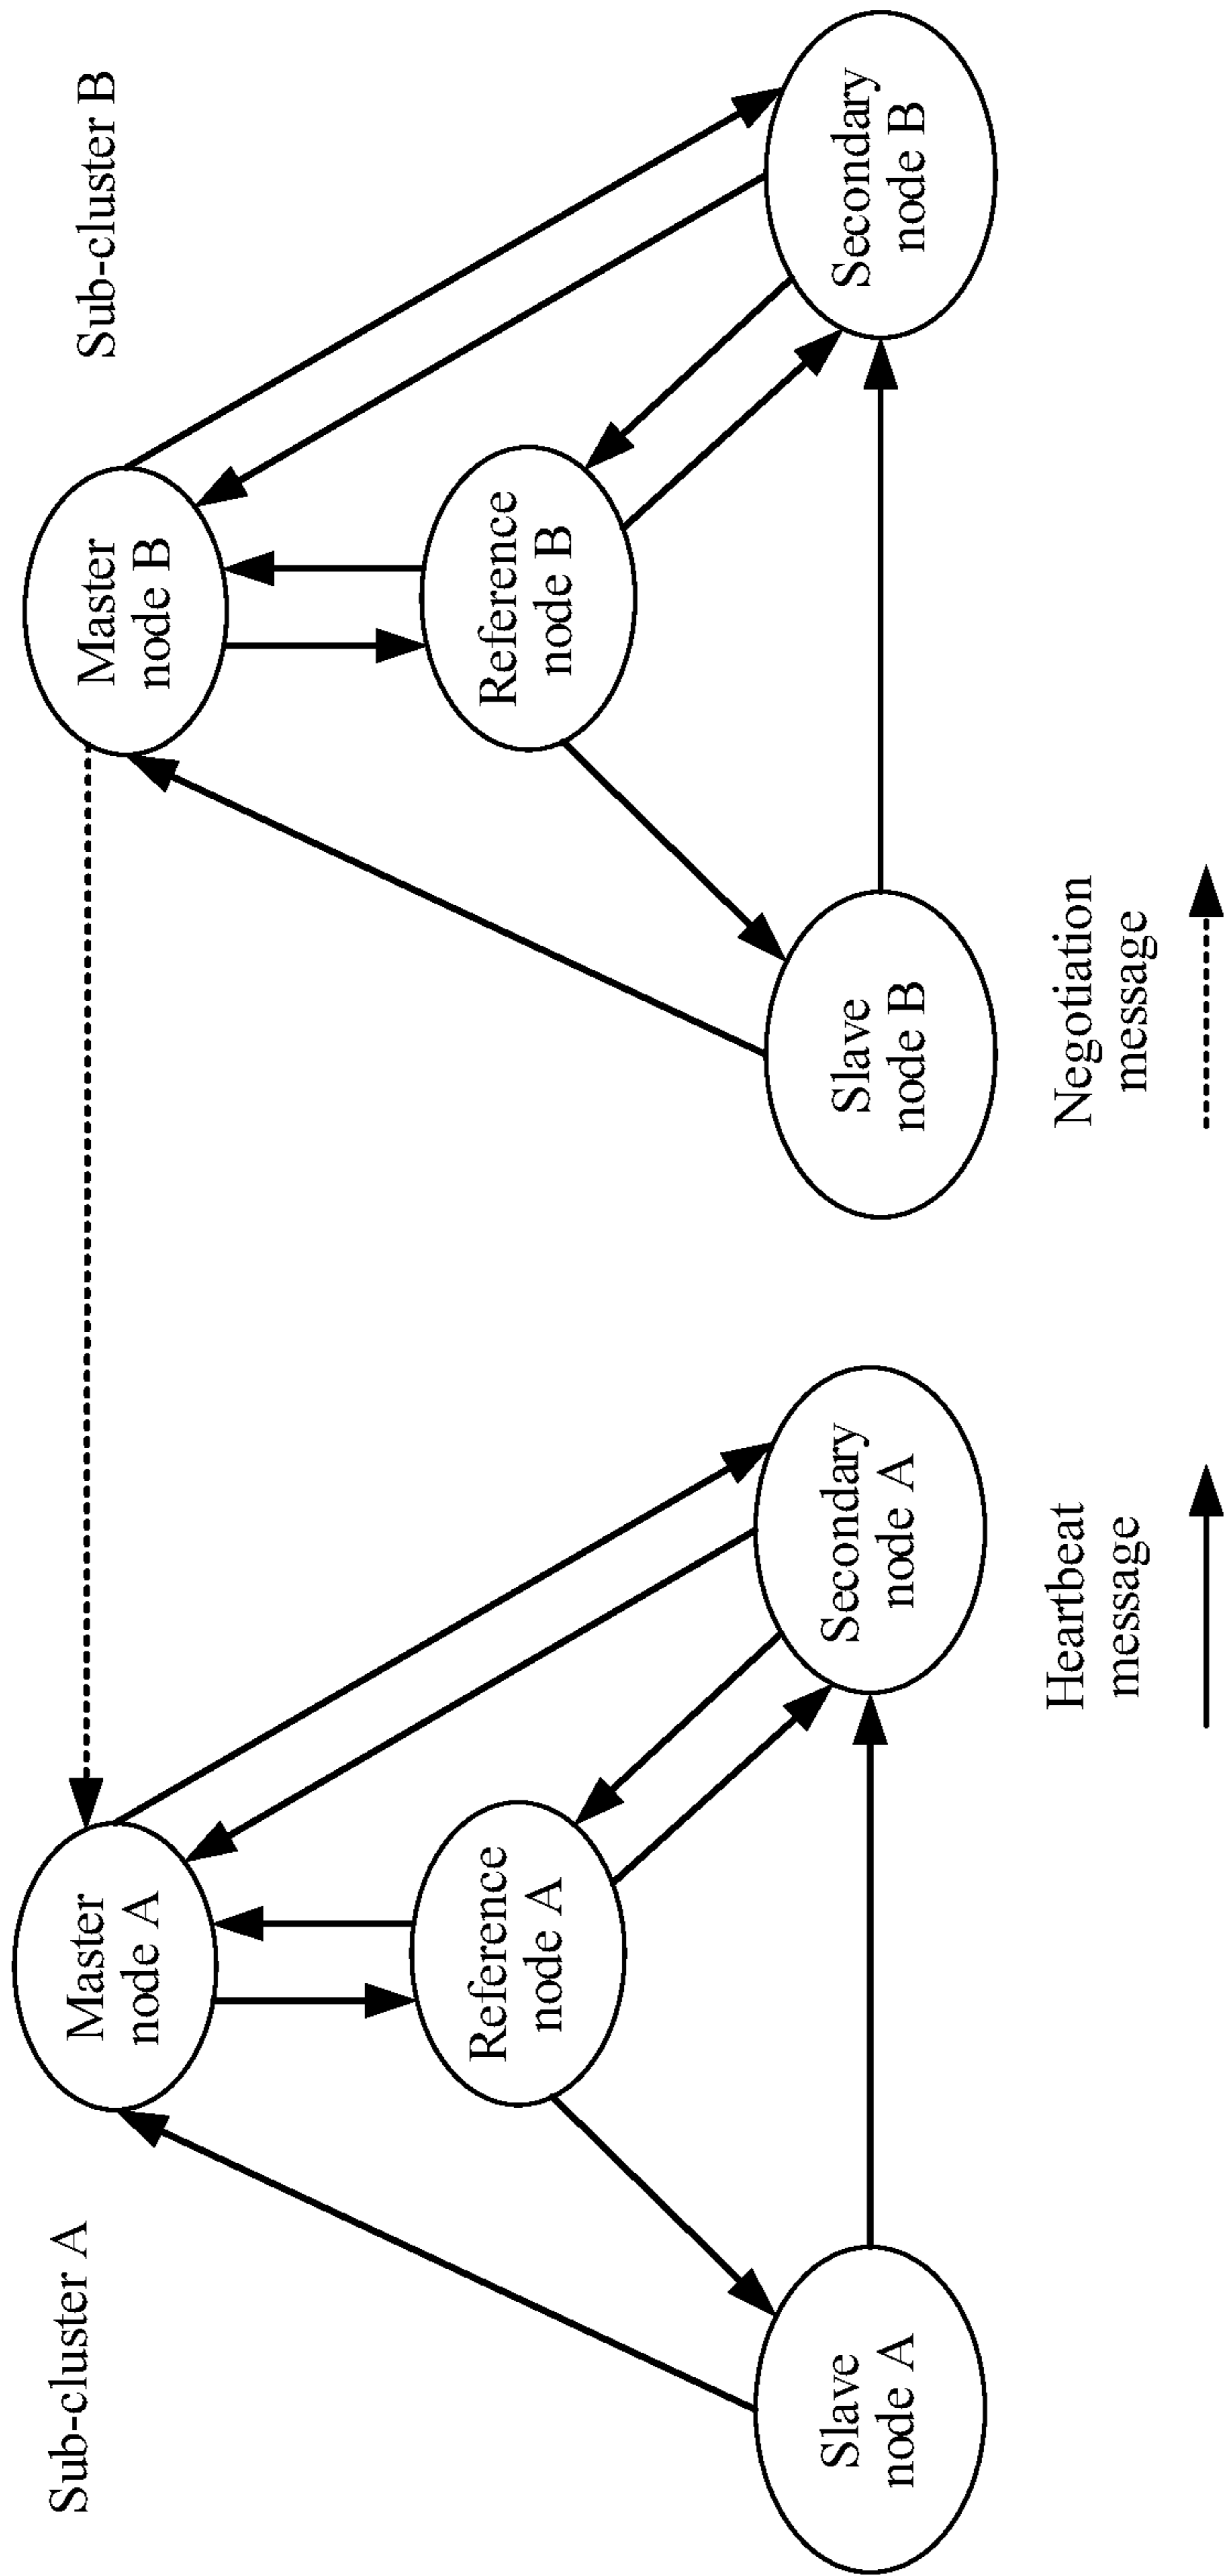 Sub-cluster A
Sub-cluster B
Master
node A
Master
node B
Reference
node A
Reference
node B
Slave
node A
Secondary
node A
Slave
node B
Secondary
node B
Heartbeat
message
Negotiation
message